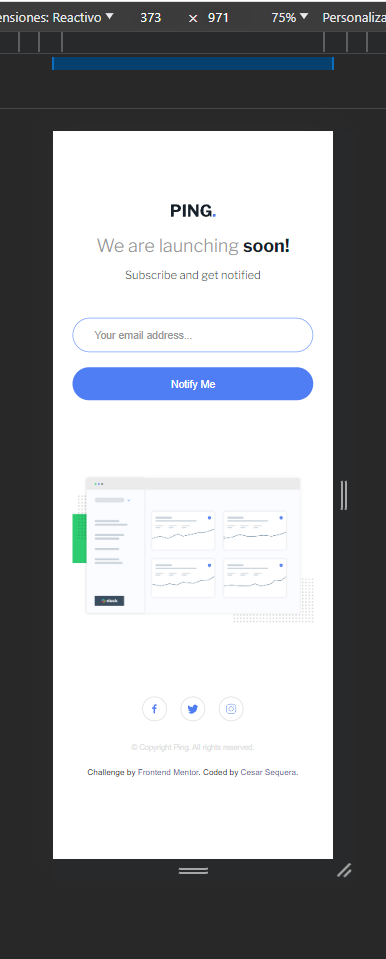 ensiones: Reactivo ▼ 373 × 971 75% ▼ Personaliza
PING.
We are launching soon!
Subscribe and get notified
Your email address...
Notify Me
slack
© Copyright Ping. All rights reserved.
Challenge by Frontend Mentor. Coded by Cesar Sequera.